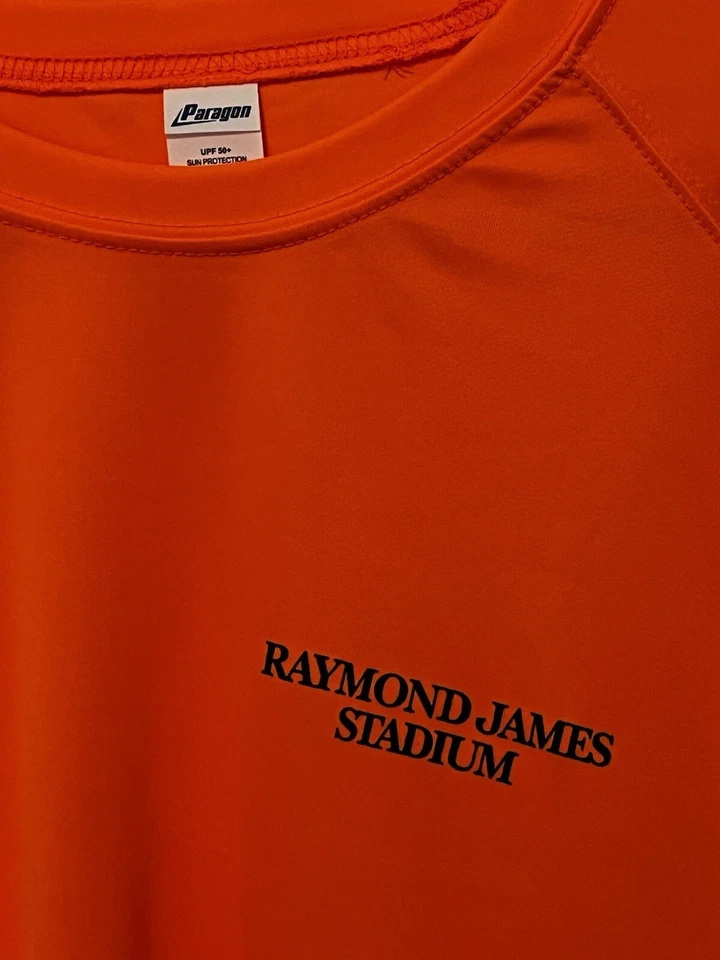 Paragon
UPF 50+
SUN PROTECTION
RAYMOND JAMES
STADIUM